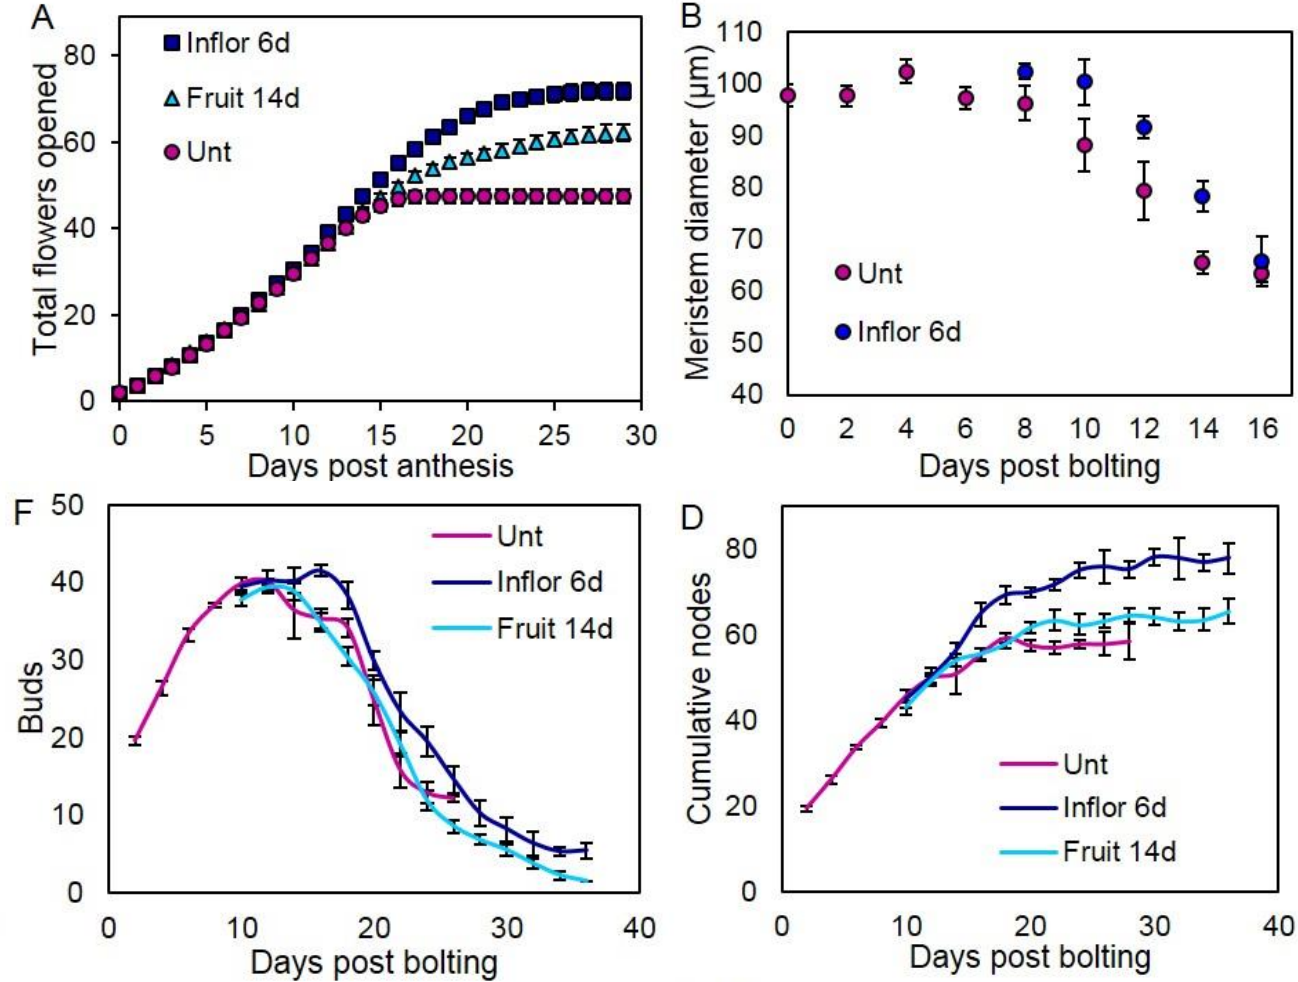 A
Total flowers opened
80
60
40
20
0
Inflor 6d
Fruit 14d
Unt
0 5 10 15 20 25 30
Days post anthesis
B
Meristem diameter (µm)
110
100
90
80
70
60
50
40
Unt
Inflor 6d
0 2 4 6 8 10 12 14 16
Days post bolting
F
Buds
50
40
30
20
10
0
Unt
Inflor 6d
Fruit 14d
0 10 20 30 40
Days post bolting
D
Cumulative nodes
80
60
40
20
0
Unt
Inflor 6d
Fruit 14d
0 10 20 30 40
Days post bolting